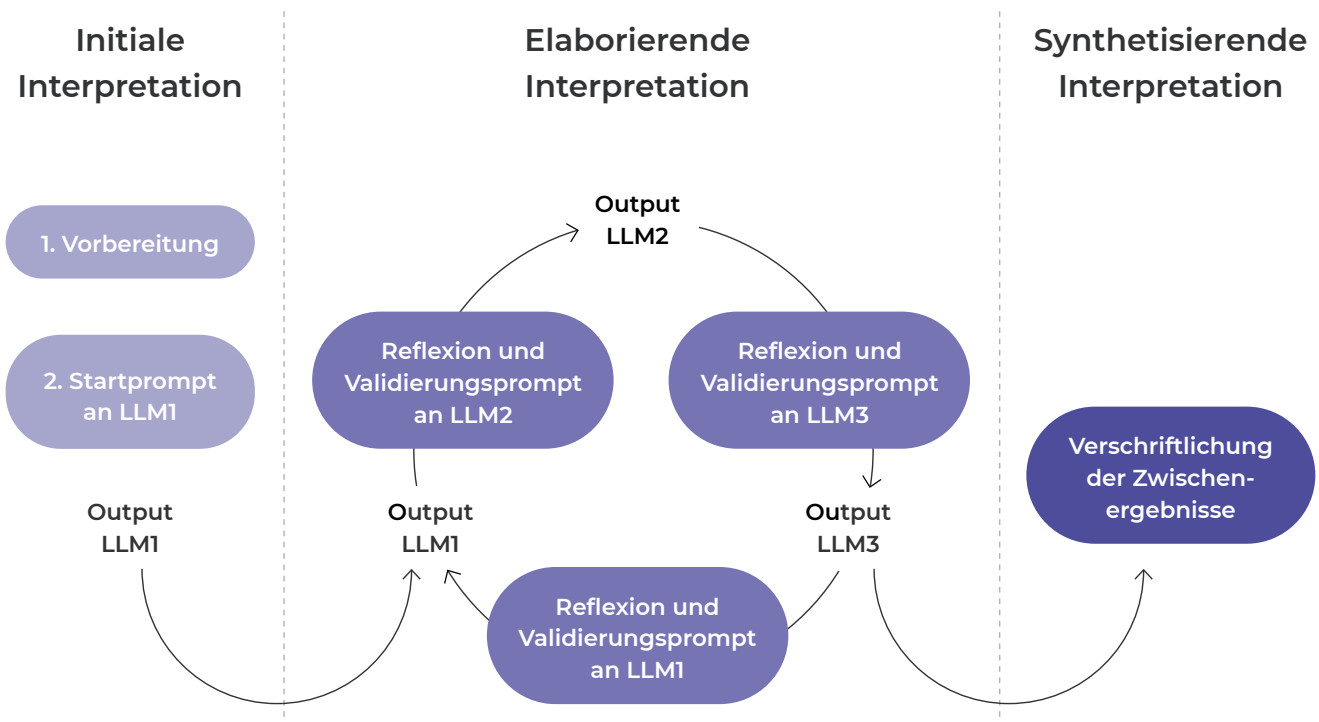 Initiale
Interpretation
Elaborierende
Interpretation
Synthetisierende
Interpretation
1. Vorbereitung
2. Startprompt
an LLM1
Output
LLM1
Output
LLM2
Reflexion und
Validierungsprompt
an LLM2
Reflexion und
Validierungsprompt
an LLM3
Output
LLM1
Output
LLM3
Reflexion und
Validierungsprompt
an LLM1
Verschriftlichung
der Zwischen-
ergebnisse